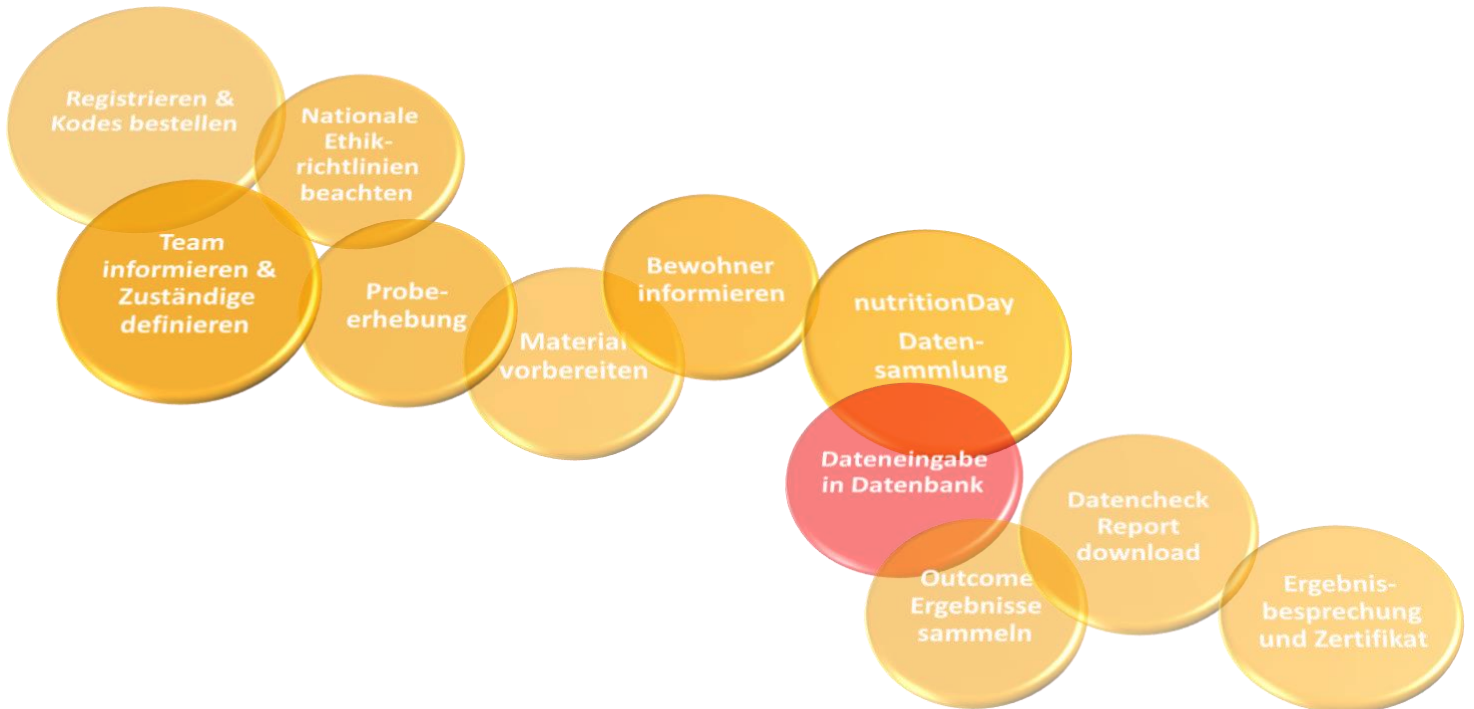 Registrieren &
Kodes bestellen
Nationale
Ethik-
richtlinien
beachten
Team
informieren &
Zuständige
definieren
Probe-
erhebung
Material
vorbereiten
Bewohner
informieren
nutritionDay
Daten-
sammlung
Dateneingabe
in Datenbank
Outcome
Ergebnisse
sammeln
Datencheck
Report
download
Ergebnis-
besprechung
und Zertifikat